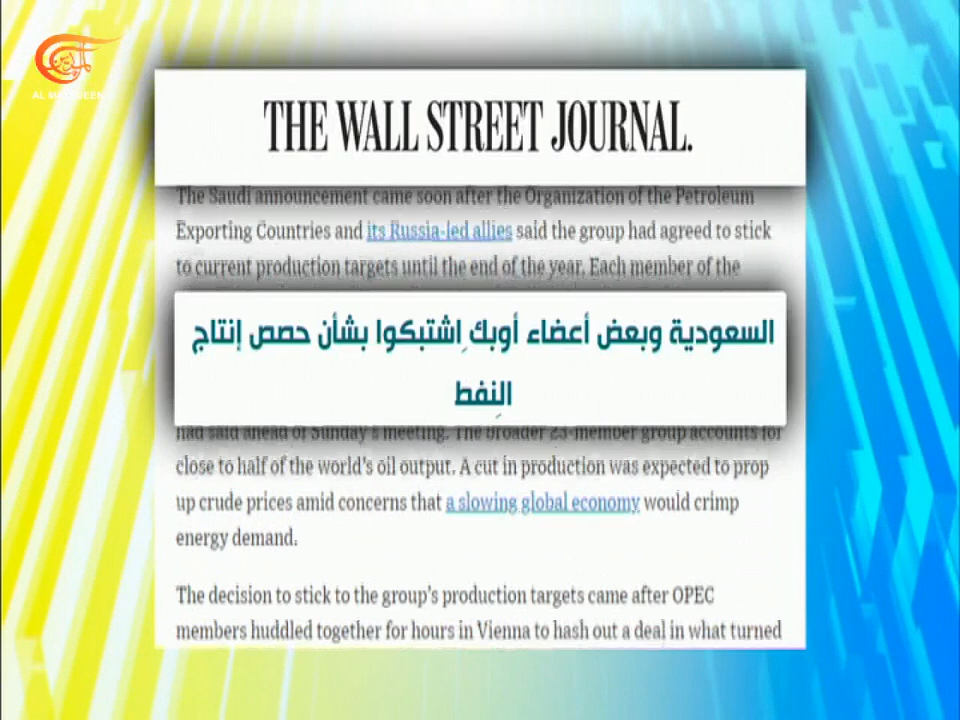 AL MAYADEEN
THE WALL STREET JOURNAL.
The Saudi announcement came soon after the Organization of the Petroleum
Exporting Countries and its Russia-led allies said the group had agreed to stick
to current production targets until the end of the year. Each member of the
السعودية وبعض أعضاء أوبك ِاشتبكوا بشأن حصص إنتاج
النِفط
had said ahead of Sunday's meeting. The broader 23-member group accounts for
close to half of the world's oil output. A cut in production was expected to prop
up crude prices amid concerns that a slowing global economy would crimp
energy demand.
The decision to stick to the group's production targets came after OPEC
members huddled together for hours in Vienna to hash out a deal in what turned